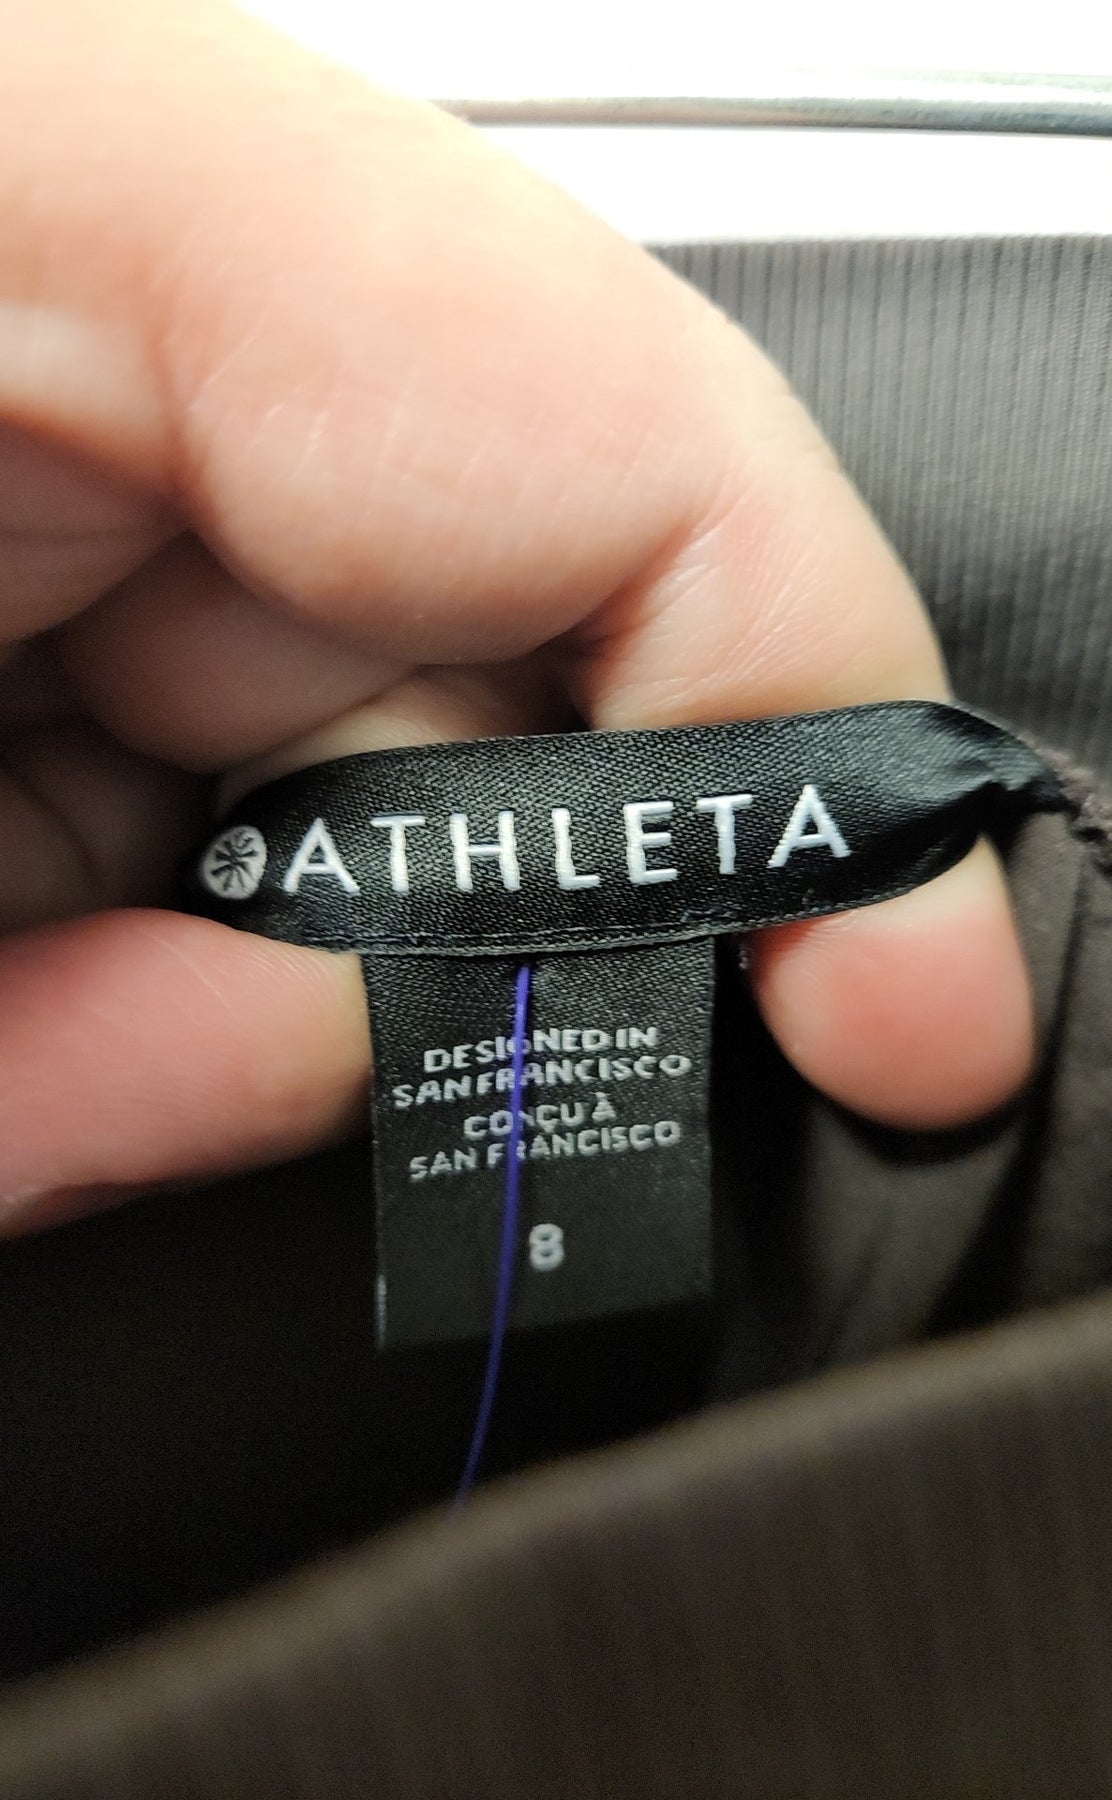 ATHLETA
DESIGNED IN
SAN FRANCISCO
CONÇU À
SAN FRANCISCO
8